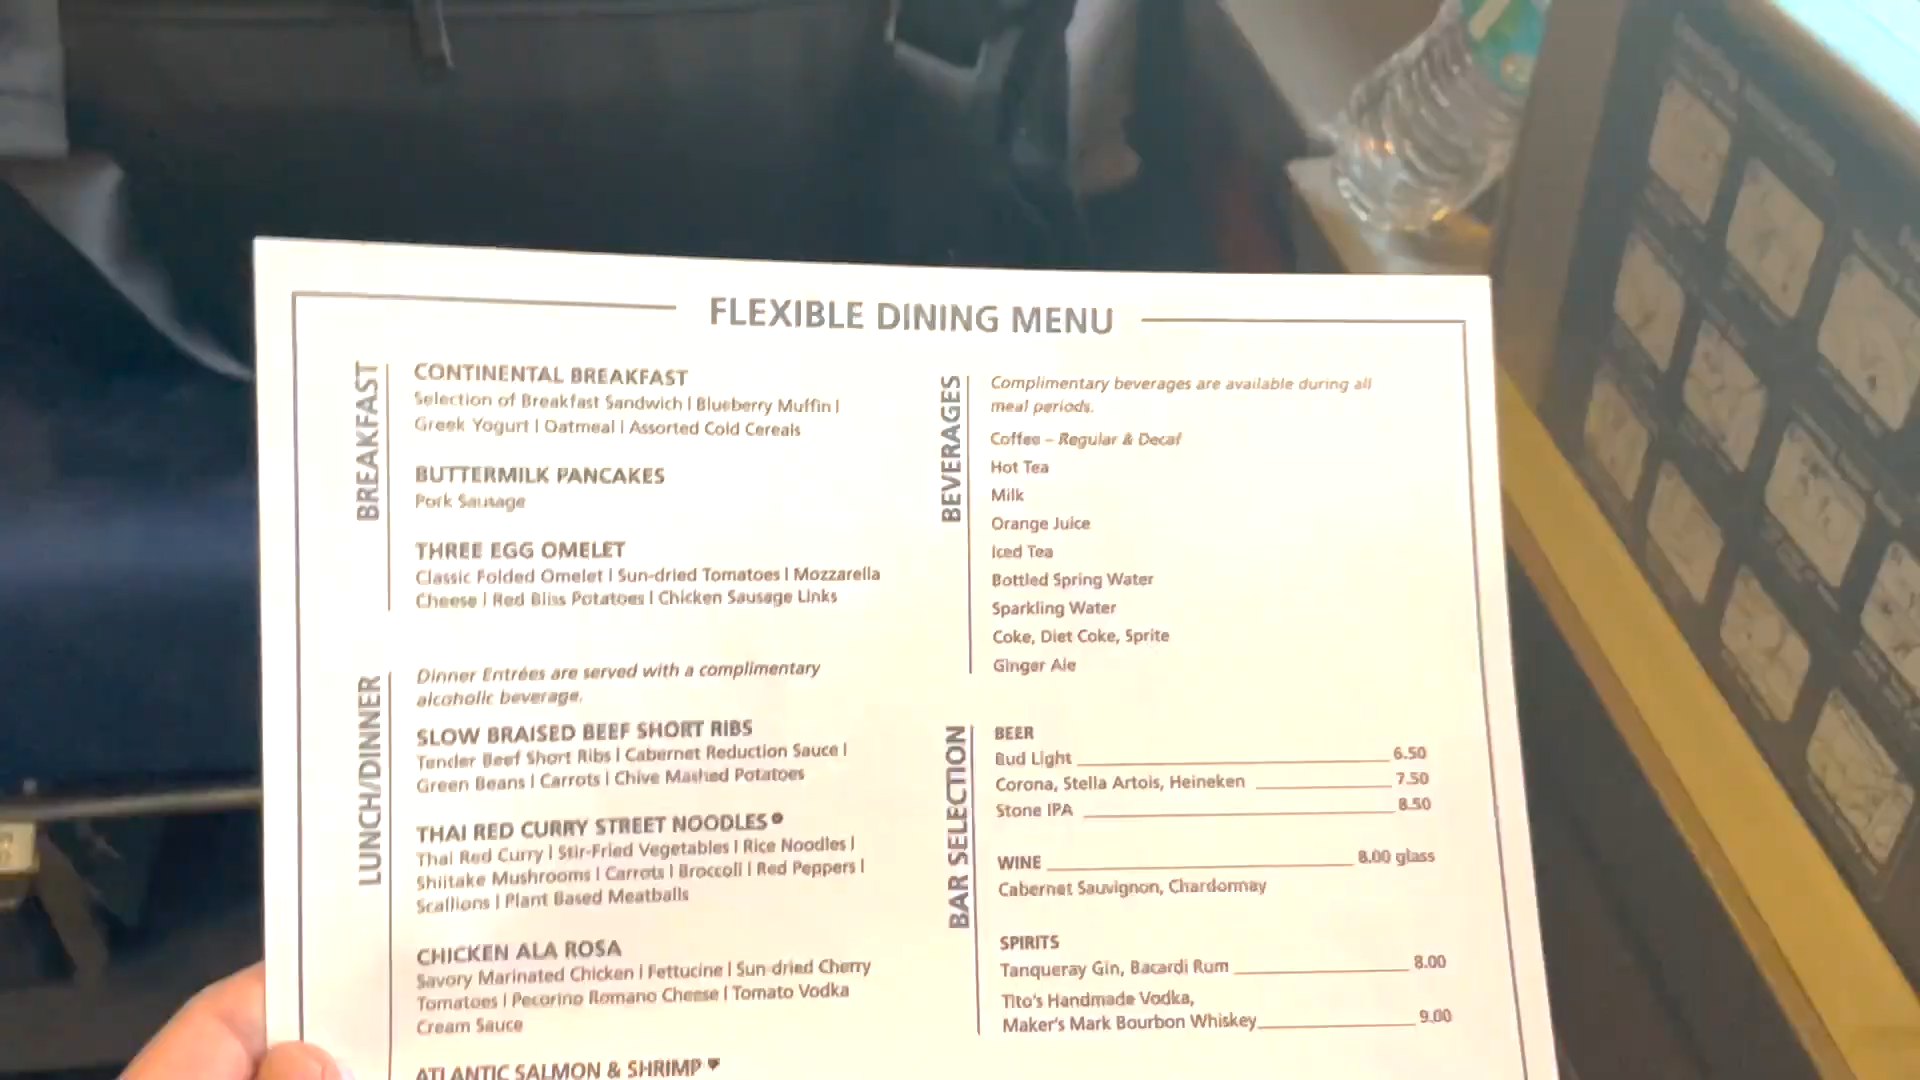 FLEXIBLE DINING MENU
BREAKFAST
CONTINENTAL BREAKFAST
Selection of Breakfast Sandwich | Blueberry Muffin |
Greek Yogurt | Oatmeal | Assorted Cold Cereals
BUTTERMILK PANCAKES
Pork Sausage
THREE EGG OMELET
Classic Folded Omelet | Sun-dried Tomatoes | Mozzarella
Cheese | Red Bliss Potatoes | Chicken Sausage Links
LUNCH/DINNER
Dinner Entrées are served with a complimentary
alcoholic beverage.
SLOW BRAISED BEEF SHORT RIBS
Tender Beef Short Ribs | Cabernet Reduction Sauce |
Green Beans | Carrots | Chive Mashed Potatoes
THAI RED CURRY STREET NOODLES
Thai Red Curry | Stir-Fried Vegetables | Rice Noodles |
Shiitake Mushrooms | Carrots | Broccoli | Red Peppers |
Scallions | Plant Based Meatballs
CHICKEN ALA ROSA
Savory Marinated Chicken | Fettucine | Sun-dried Cherry
Tomatoes | Pecorino Romano Cheese | Tomato Vodka
Cream Sauce
ATLANTIC SALMON & SHRIMP
BEVERAGES
Complimentary beverages are available during all
meal periods.
Coffee – Regular & Decaf
Hot Tea
Milk
Orange Juice
Iced Tea
Bottled Spring Water
Sparkling Water
Coke, Diet Coke, Sprite
Ginger Ale
BAR SELECTION
BEER
Bud Light 6.50
Corona, Stella Artois, Heineken 7.50
Stone IPA 8.50
WINE 8.00 glass
Cabernet Sauvignon, Chardonnay
SPIRITS
Tanqueray Gin, Bacardi Rum 8.00
Tito's Handmade Vodka,
Maker's Mark Bourbon Whiskey 9.00